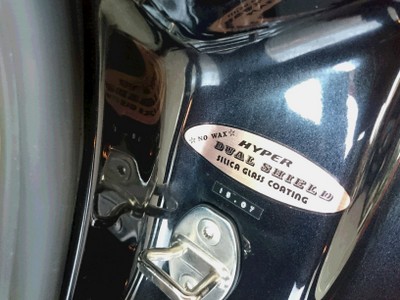 ☆NO WAX☆
HYPER
DUAL SHIELD
SILICA GLASS COATING
18.07